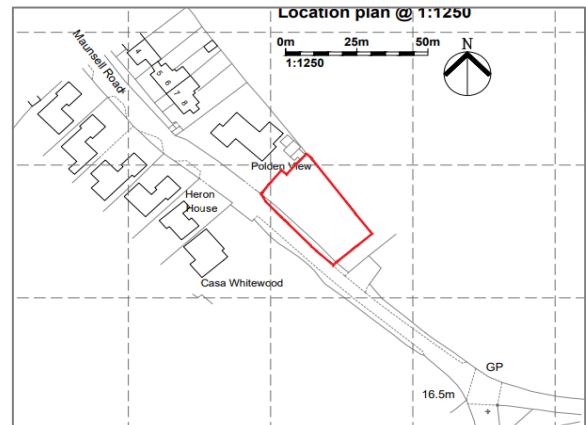 Location plan @ 1:1250
0m 25m 50m
1:1250
N
Maunsell Road
4
5
6
7
8
Polden View
Heron
House
Casa Whitewood
GP
16.5m